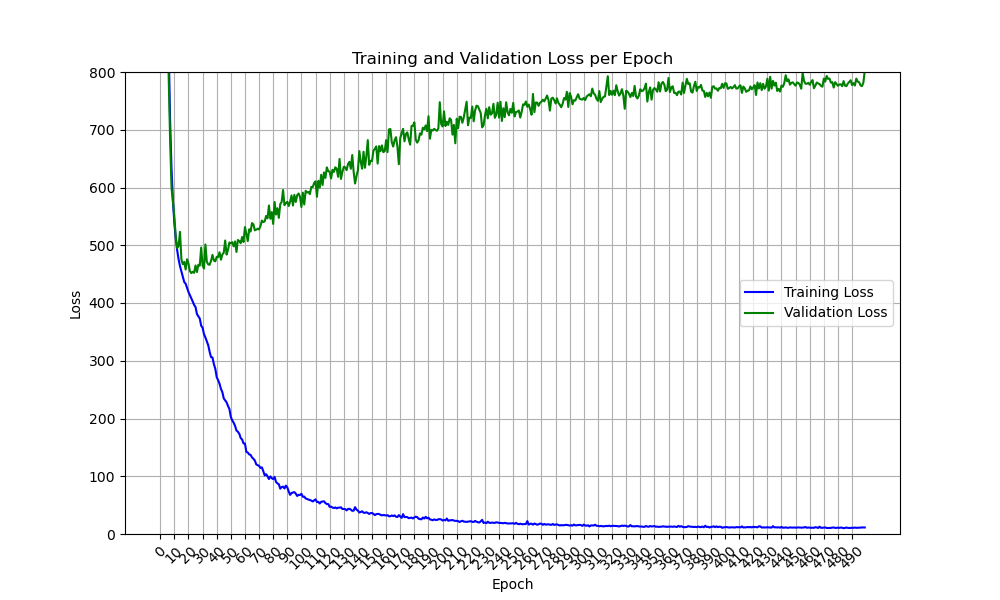 Training and Validation Loss per Epoch
800
700
600
500
400
300
200
100
0
Loss
Training Loss
Validation Loss
0 10 20 30 40 50 60 70 80 90 100 110 120 130 140 150 160 170 180 190 200 210 220 230 240 250 260 270 280 290 300 310 320 330 340 350 360 370 380 390 400 410 420 430 440 450 460 470 480 490
Epoch